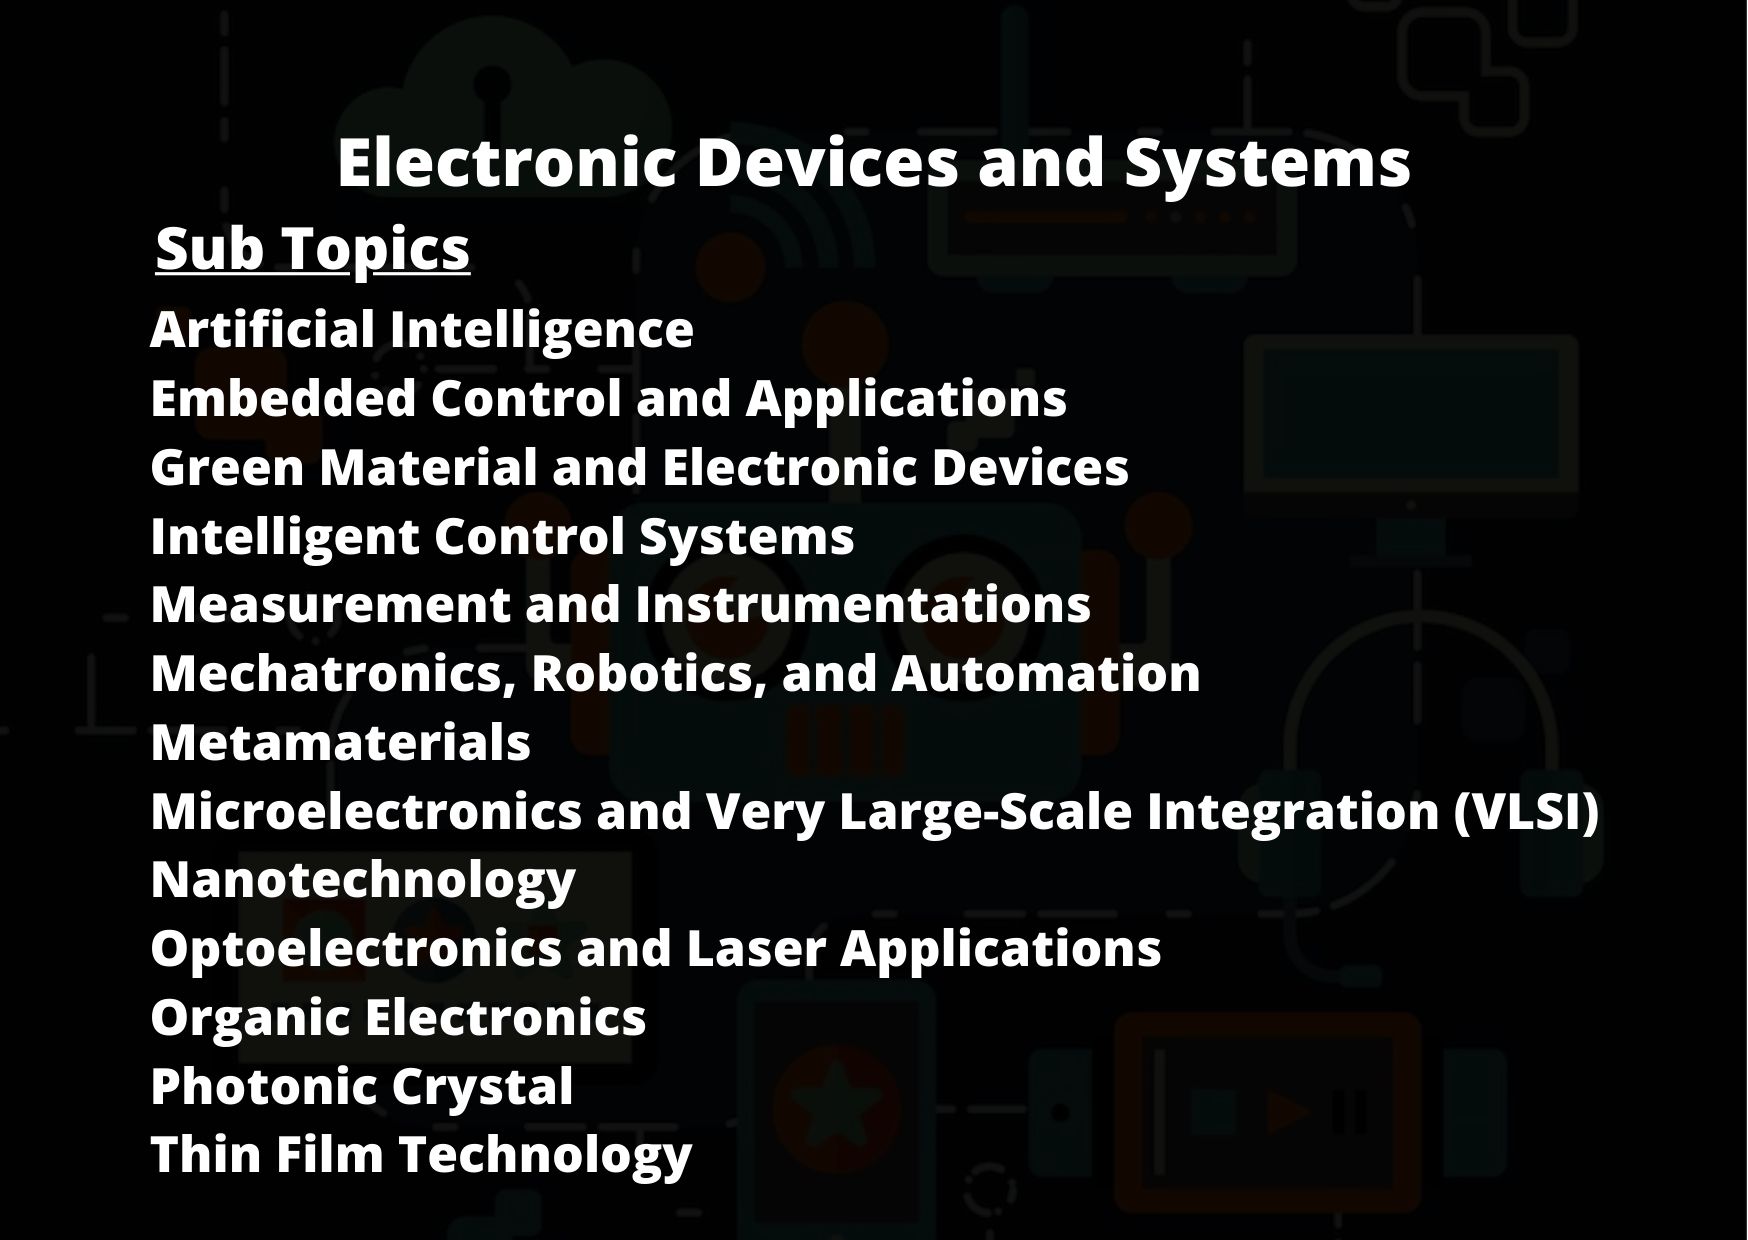 Electronic Devices and Systems
Sub Topics
Artificial Intelligence
Embedded Control and Applications
Green Material and Electronic Devices
Intelligent Control Systems
Measurement and Instrumentations
Mechatronics, Robotics, and Automation
Metamaterials
Microelectronics and Very Large-Scale Integration (VLSI)
Nanotechnology
Optoelectronics and Laser Applications
Organic Electronics
Photonic Crystal
Thin Film Technology